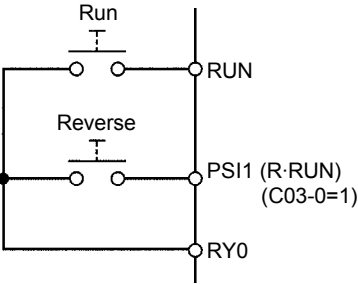 Run
RUN
Reverse
PSI1 (R·RUN)
(C03-0=1)
RY0